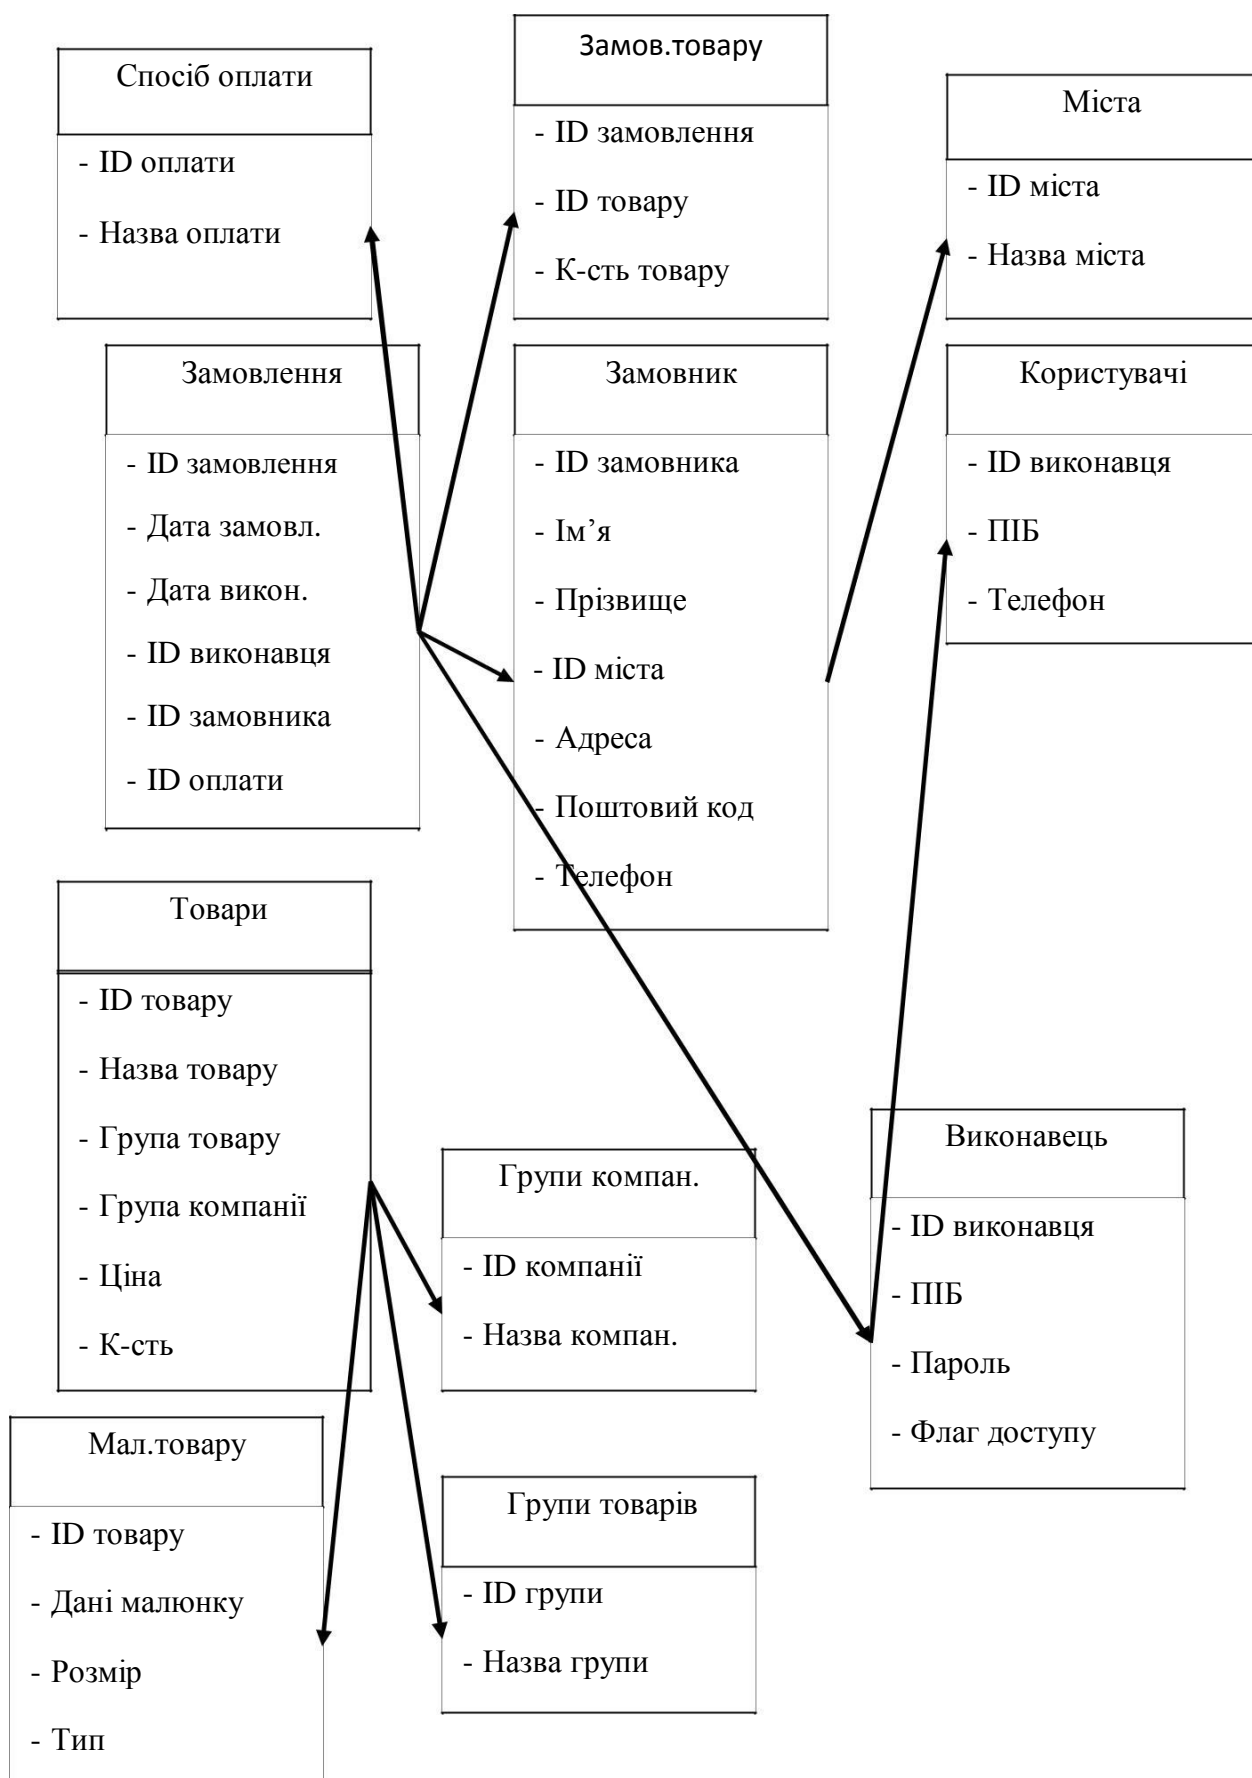 Спосіб оплати
- ID оплати
- Назва оплати
Замов.товару
- ID замовлення
- ID товару
- К-сть товару
Міста
- ID міста
- Назва міста
Замовлення
- ID замовлення
- Дата замовл.
- Дата викон.
- ID виконавця
- ID замовника
- ID оплати
Замовник
- ID замовника
- Ім’я
- Прізвище
- ID міста
- Адреса
- Поштовий код
- Телефон
Користувачі
- ID виконавця
- ПІБ
- Телефон
Товари
- ID товару
- Назва товару
- Група товару
- Група компанії
- Ціна
- К-сть
Групи компан.
- ID компанії
- Назва компан.
Виконавець
- ID виконавця
- ПІБ
- Пароль
- Флаг доступу
Мал.товару
- ID товару
- Дані малюнку
- Розмір
- Тип
Групи товарів
- ID групи
- Назва групи